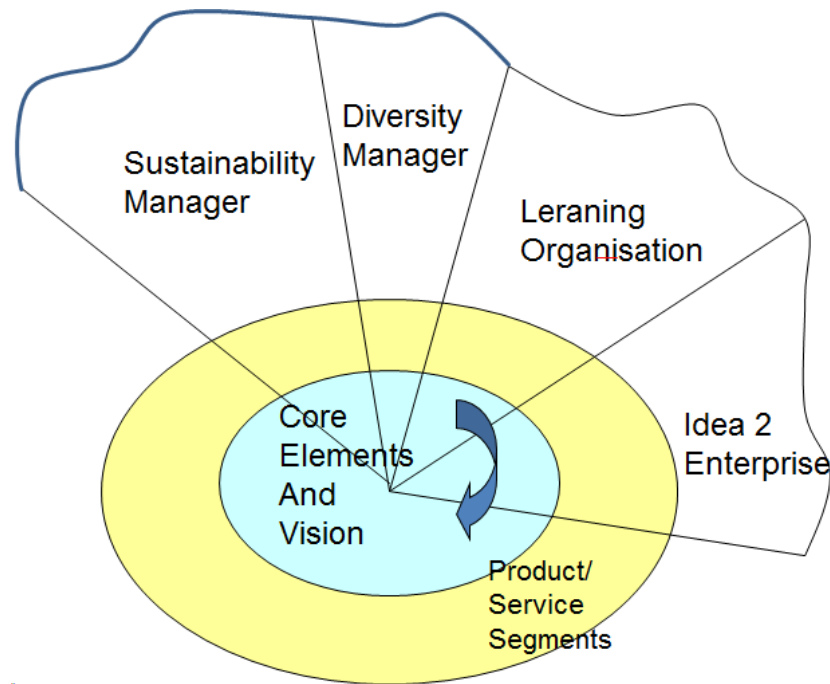 Sustainability
Manager
Diversity
Manager
Leraning
Organisation
Idea 2
Enterprise
Core
Elements
And
Vision
Product/
Service
Segments